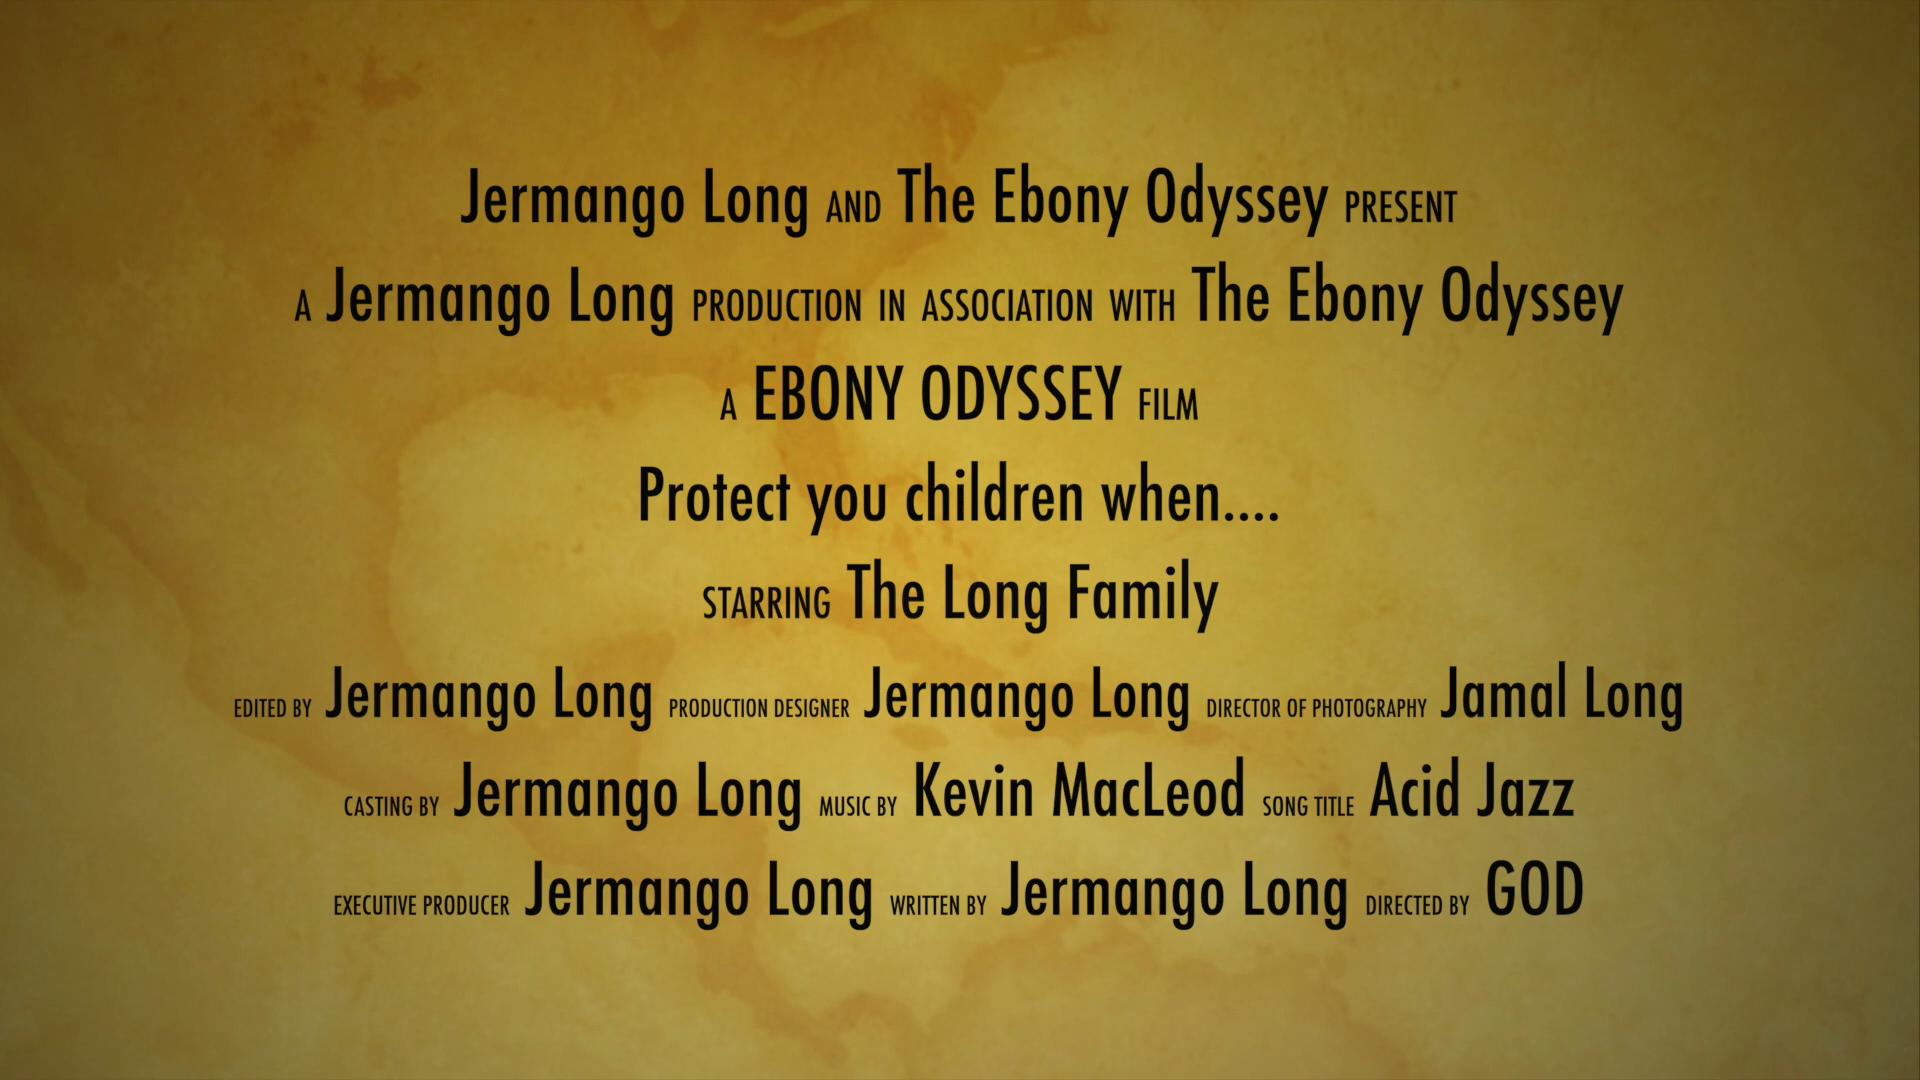 Jermango Long AND The Ebony Odyssey PRESENT
A Jermango Long PRODUCTION IN ASSOCIATION WITH The Ebony Odyssey
A EBONY ODYSSEY FILM
Protect you children when....
STARRING The Long Family
EDITED BY Jermango Long PRODUCTION DESIGNER Jermango Long DIRECTOR OF PHOTOGRAPHY Jamal Long
CASTING BY Jermango Long MUSIC BY Kevin MacLeod SONG TITLE Acid Jazz
EXECUTIVE PRODUCER Jermango Long WRITTEN BY Jermango Long DIRECTED BY GOD